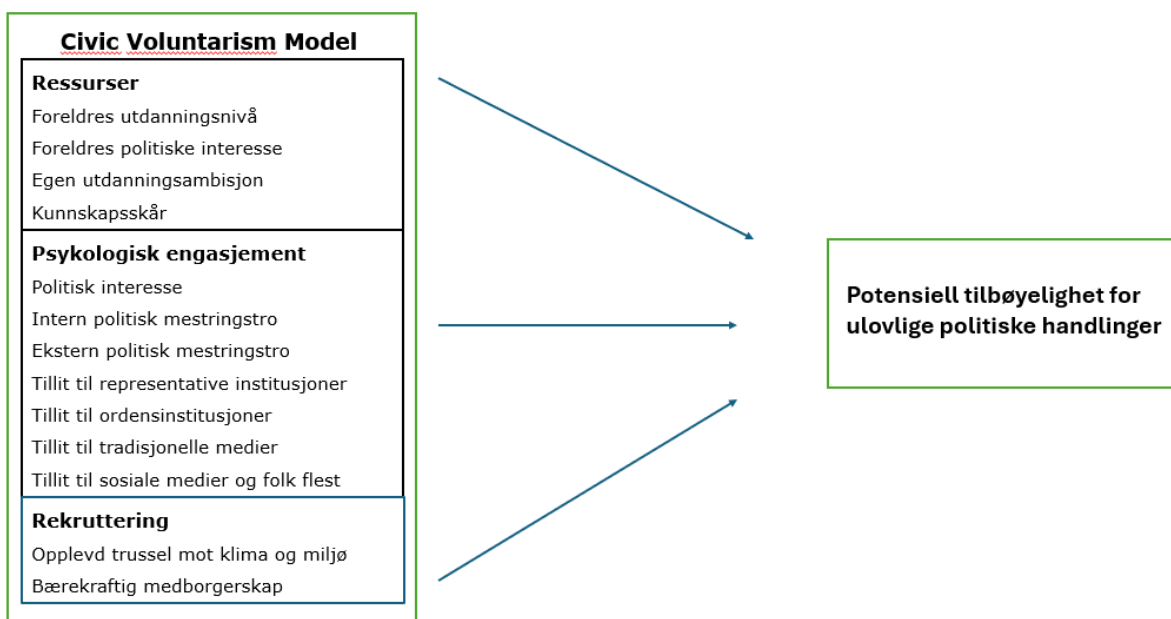 Civic Voluntarism Model
Ressurser
Foreldres utdanningsnivå
Foreldres politiske interesse
Egen utdanningsambisjon
Kunnskapsskår
Psykologisk engasjement
Politisk interesse
Intern politisk mestringstro
Ekstern politisk mestringstro
Tillit til representative institusjoner
Tillit til ordensinstitusjoner
Tillit til tradisjonelle medier
Tillit til sosiale medier og folk flest
Rekruttering
Opplevd trussel mot klima og miljø
Bærekraftig medborgerskap
Potensiell tilbøyelighet for
ulovlige politiske handlinger